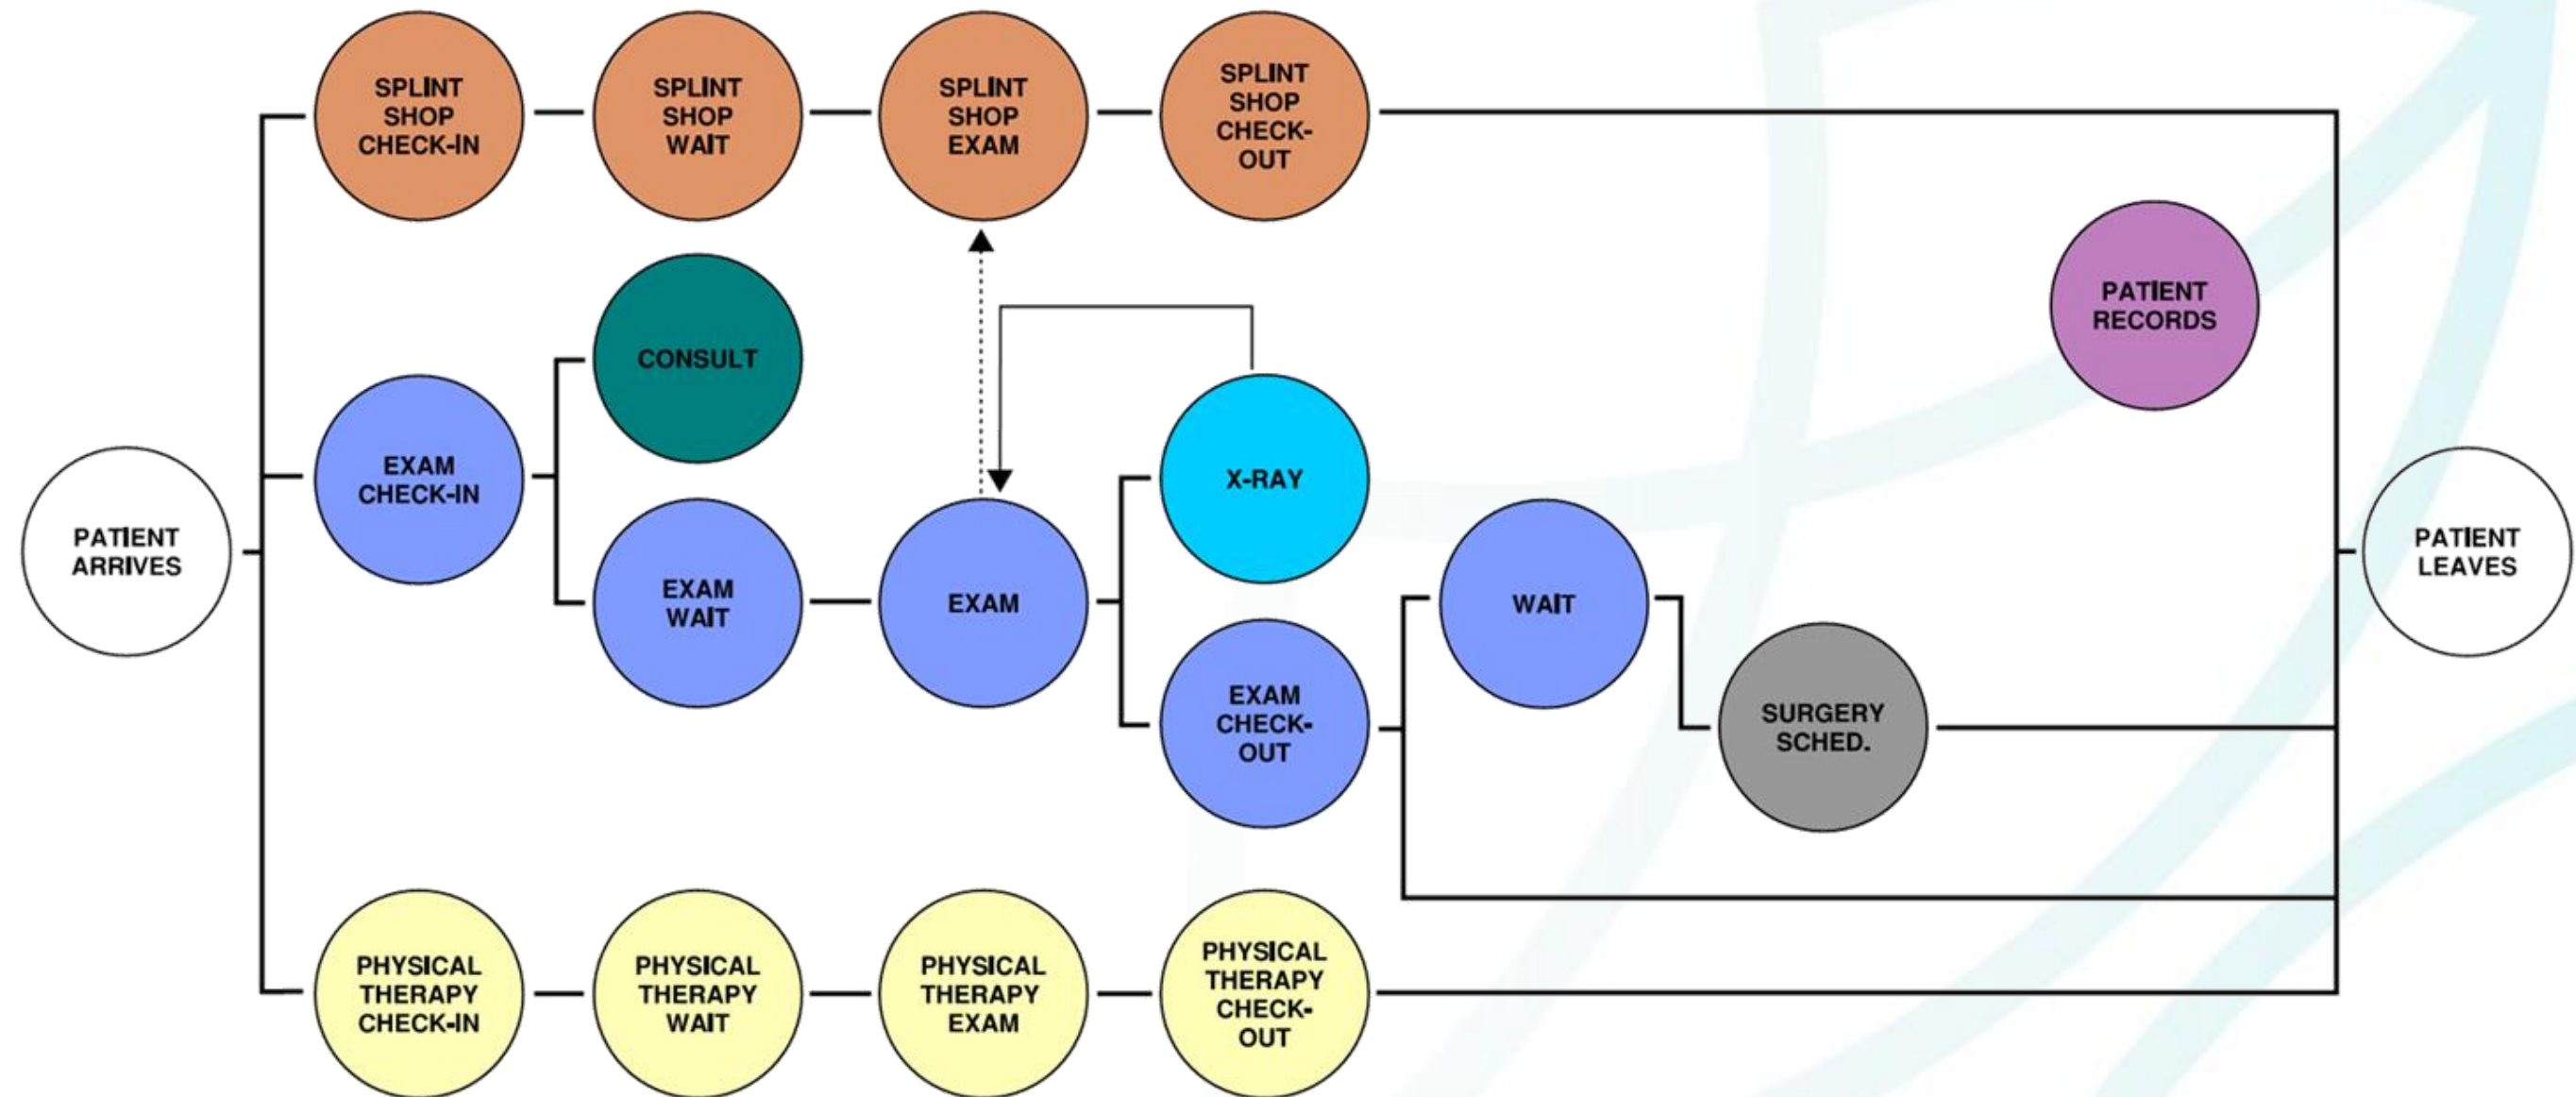 SPLINT
SHOP
CHECK-IN
SPLINT
SHOP
WAIT
SPLINT
SHOP
EXAM
SPLINT
SHOP
CHECK-
OUT
PATIENT
RECORDS
CONSULT
EXAM
CHECK-IN
X-RAY
PATIENT
ARRIVES
EXAM
WAIT
EXAM
WAIT
PATIENT
LEAVES
EXAM
CHECK-
OUT
SURGERY
SCHED.
PHYSICAL
THERAPY
CHECK-IN
PHYSICAL
THERAPY
WAIT
PHYSICAL
THERAPY
EXAM
PHYSICAL
THERAPY
CHECK-
OUT